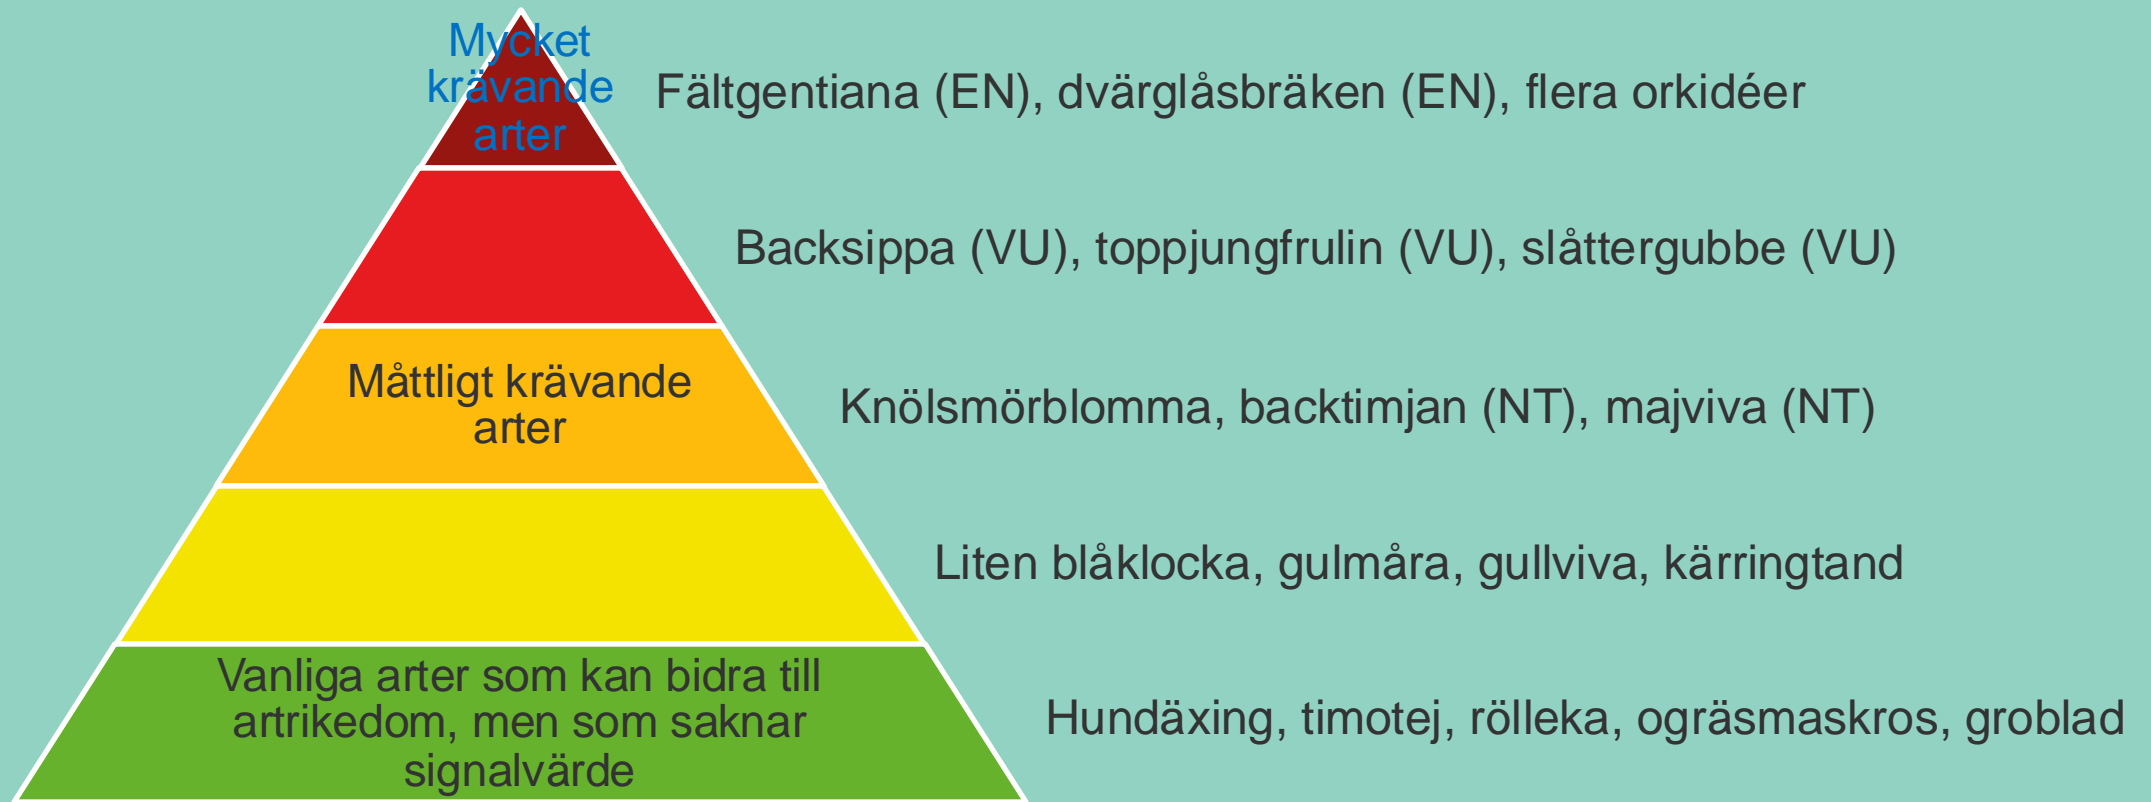 Mycket
krävande
arter
Fältgentiana (EN), dvärglåsbräken (EN), flera orkidéer
Backsippa (VU), toppjungfrulin (VU), slåttergubbe (VU)
Måttligt krävande
arter
Knölsmörblomma, backtimjan (NT), majviva (NT)
Liten blåklocka, gulmåra, gullviva, kärringtand
Vanliga arter som kan bidra till
artrikedom, men som saknar
signalvärde
Hundäxing, timotej, rölleka, ogräsmaskros, groblad